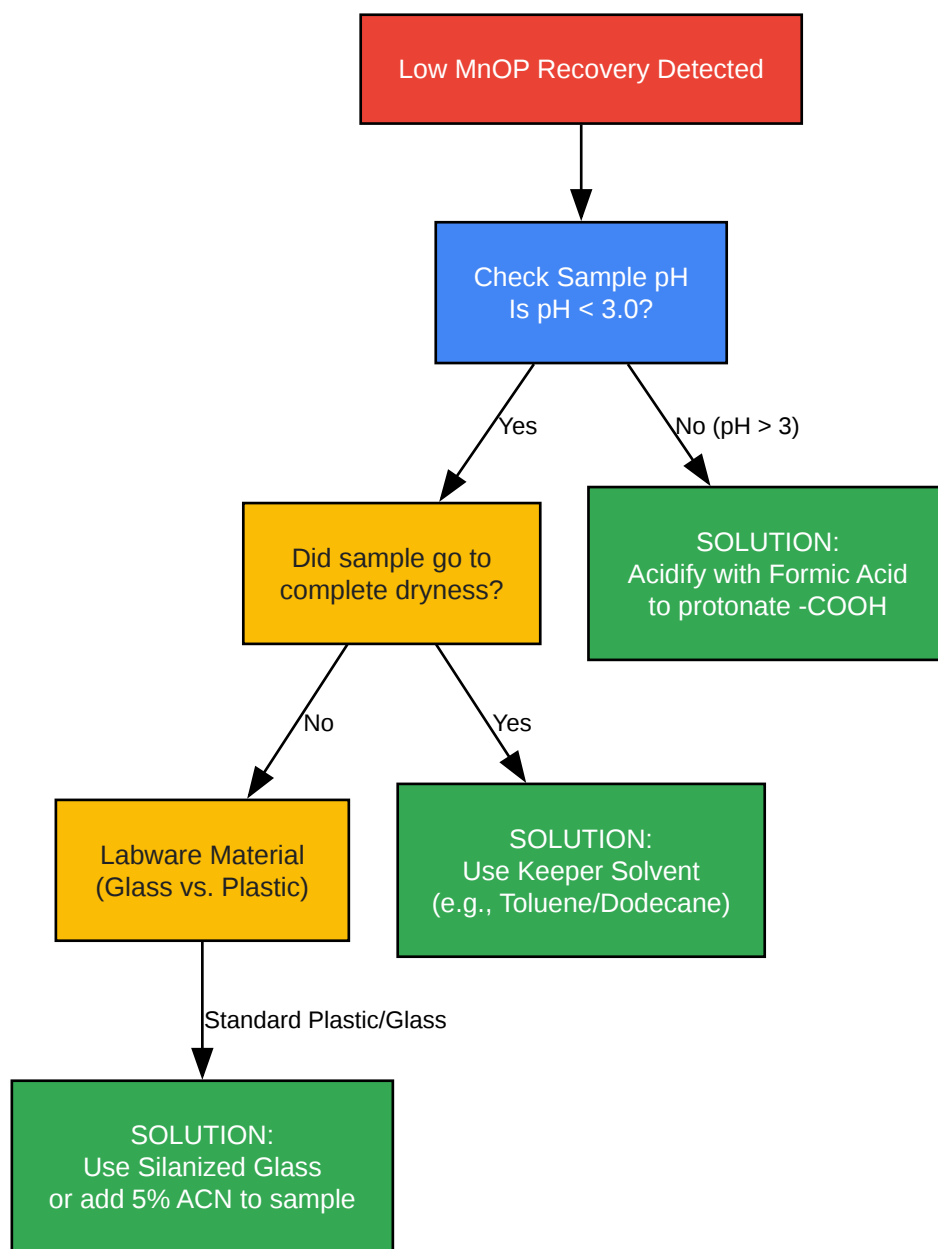 Low MnOP Recovery Detected
Check Sample pH
Is pH < 3.0?
Yes
No (pH > 3)
Did sample go to
complete dryness?
SOLUTION:
Acidify with Formic Acid
to protonate -COOH
No
Yes
Labware Material
(Glass vs. Plastic)
SOLUTION:
Use Keeper Solvent
(e.g., Toluene/Dodecane)
Standard Plastic/Glass
SOLUTION:
Use Silanized Glass
or add 5% ACN to sample